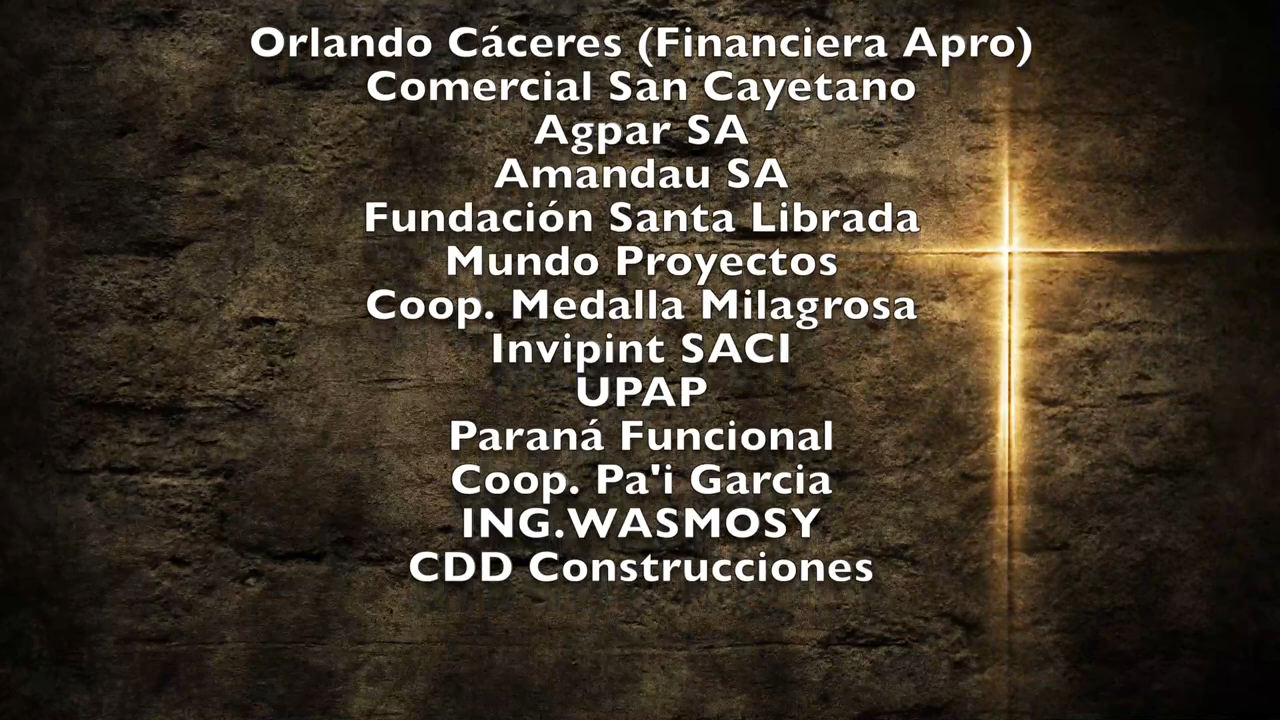 Orlando Cáceres (Financiera Apro)
Comercial San Cayetano
Agpar SA
Amandau SA
Fundación Santa Librada
Mundo Proyectos
Coop. Medalla Milagrosa
Invipint SACI
UPAP
Paraná Funcional
Coop. Pa'i Garcia
ING.WASMOSY
CDD Construcciones